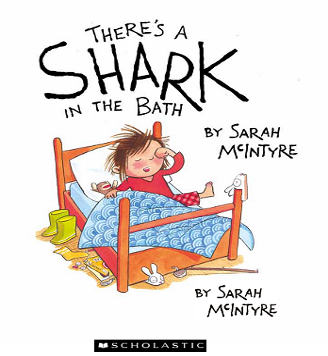 THERE'S A
SHARK
IN THE BATH
BY SARAH
MCINTYRE
BY SARAH
MCINTYRE
SCHOLASTIC